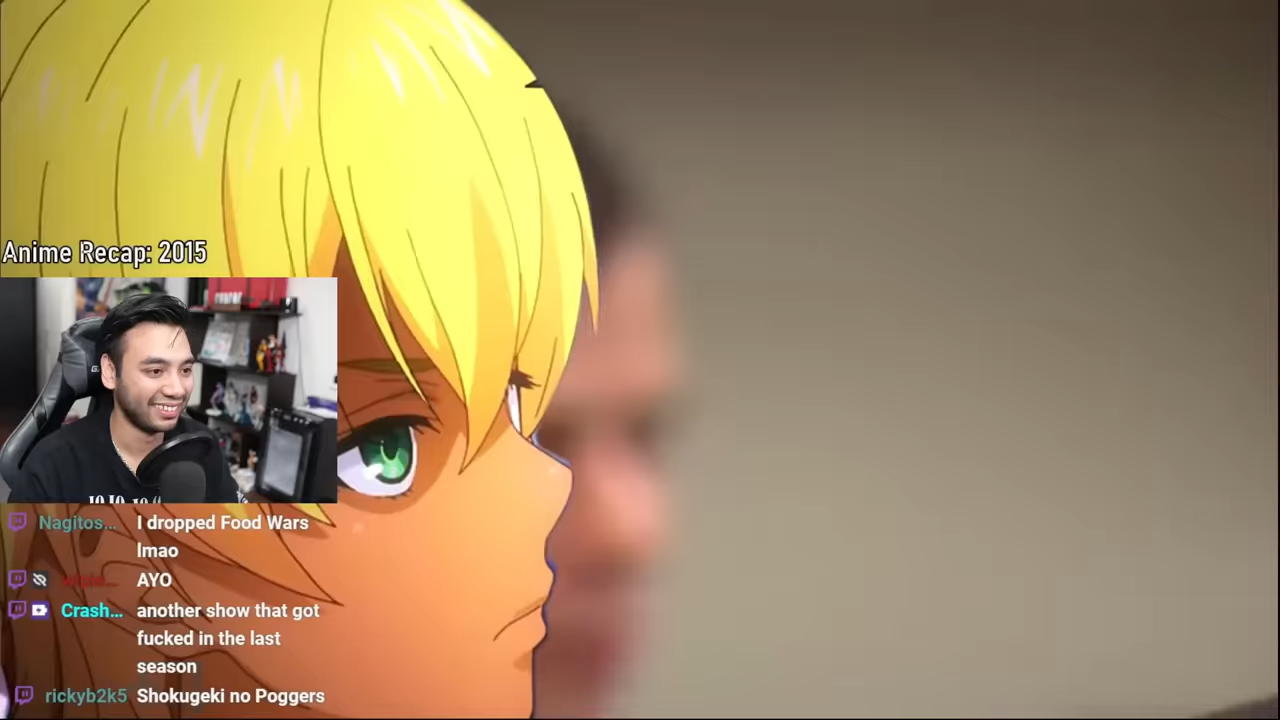 Anime Recap: 2015
Nagitos... I dropped Food Wars
lmao
AYO
Crash... another show that got
fucked in the last
season
rickyb2k5 Shokugeki no Poggers